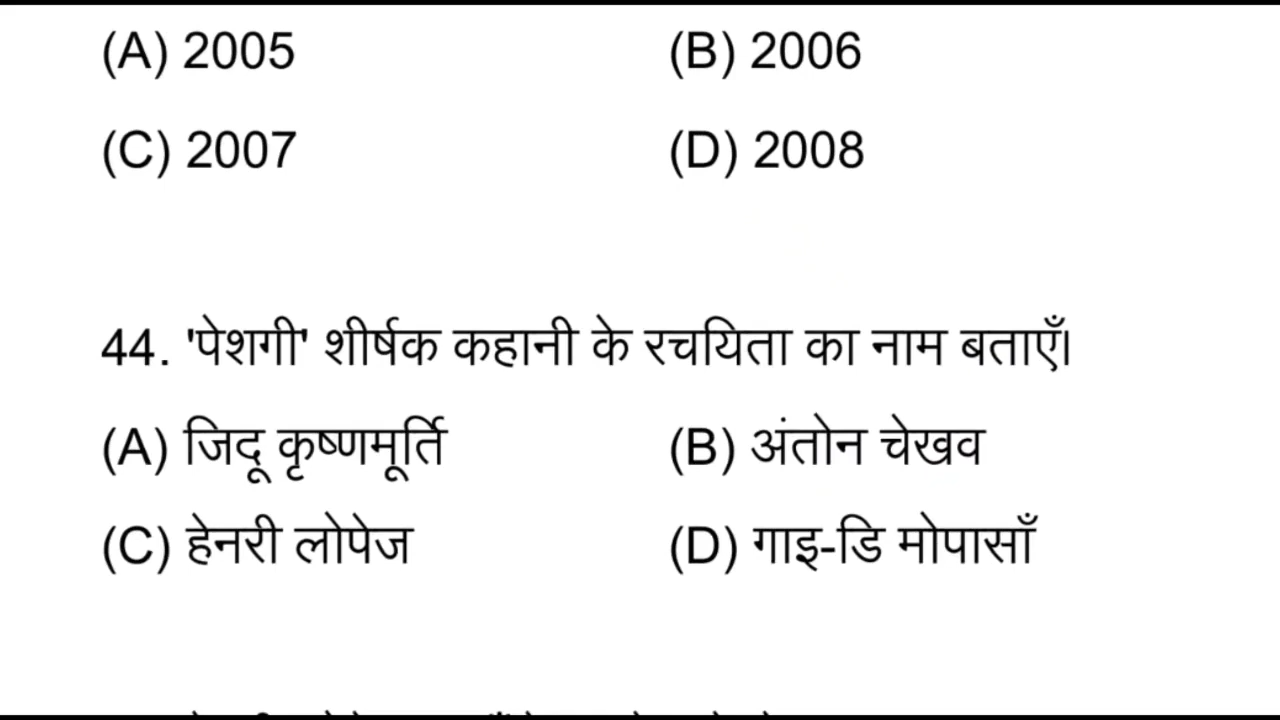 (A) 2005 (B) 2006
(C) 2007 (D) 2008
44. 'पेशगी' शीर्षक कहानी के रचयिता का नाम बताएँ।
(A) जिदू कृष्णमूर्ति (B) अंतोन चेखव
(C) हेनरी लोपेज (D) गाइ-डि मोपासाँ